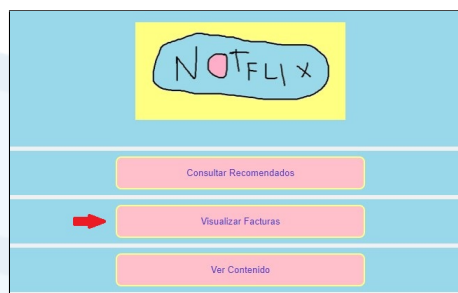 NOTFLIX
Consultar Recomendados
Visualizar Facturas
Ver Contenido